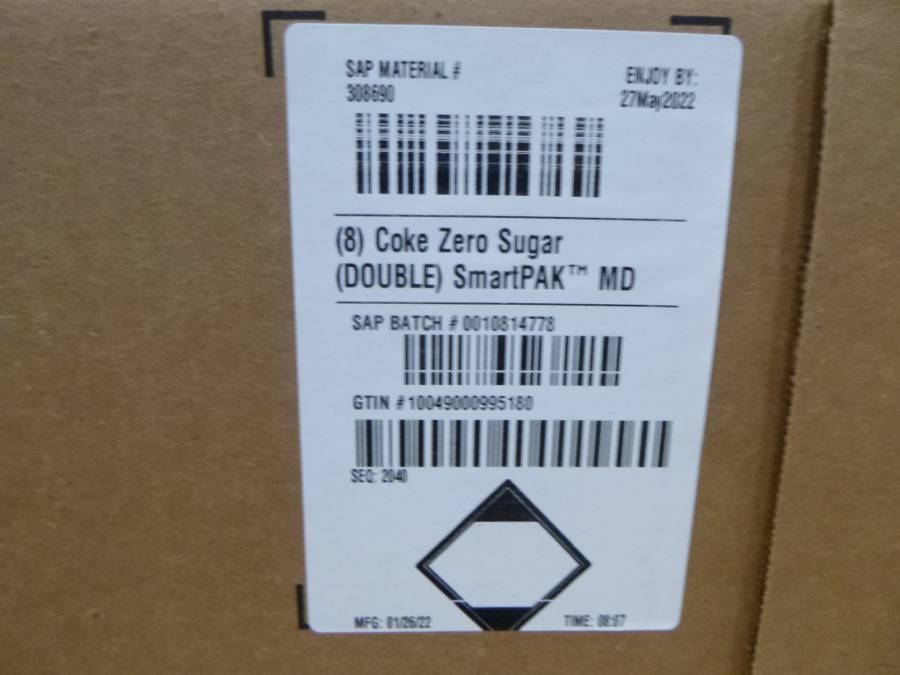 SAP MATERIAL #
308690
ENJOY BY:
27May2022
(8) Coke Zero Sugar
(DOUBLE) SmartPAK™ MD
SAP BATCH # 0010814778
GTIN # 10049000995180
SEQ: 2040
MFG: 01/26/22
TIME: 08:07